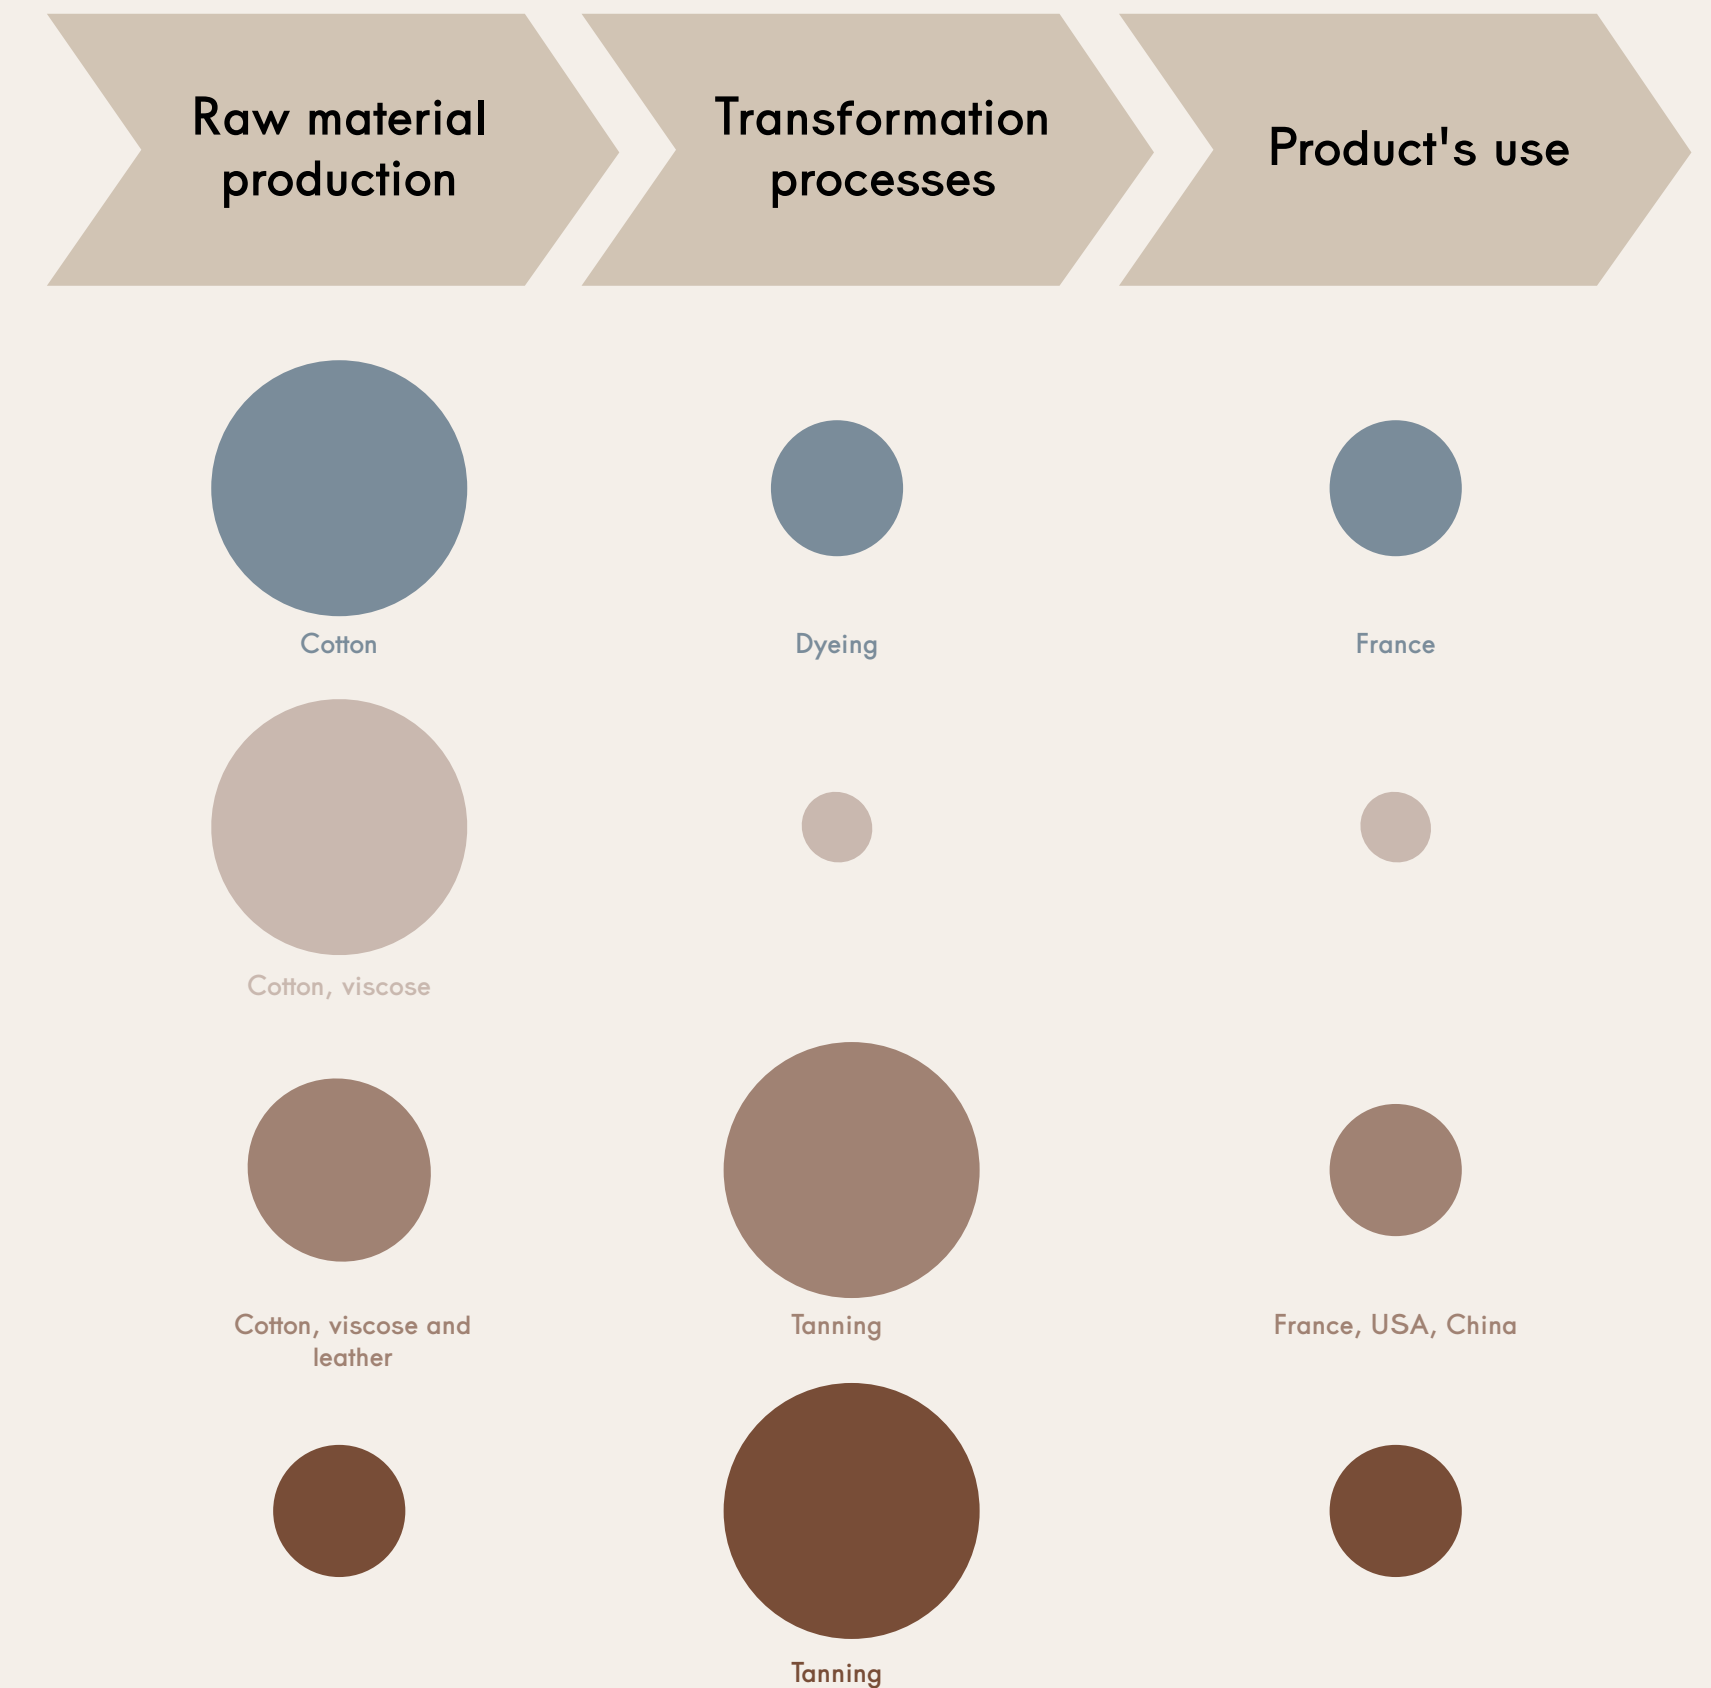 Raw material
production
Transformation
processes
Product's use
Cotton
Dyeing
France
Cotton, viscose
Cotton, viscose and
leather
Tanning
France, USA, China
Tanning